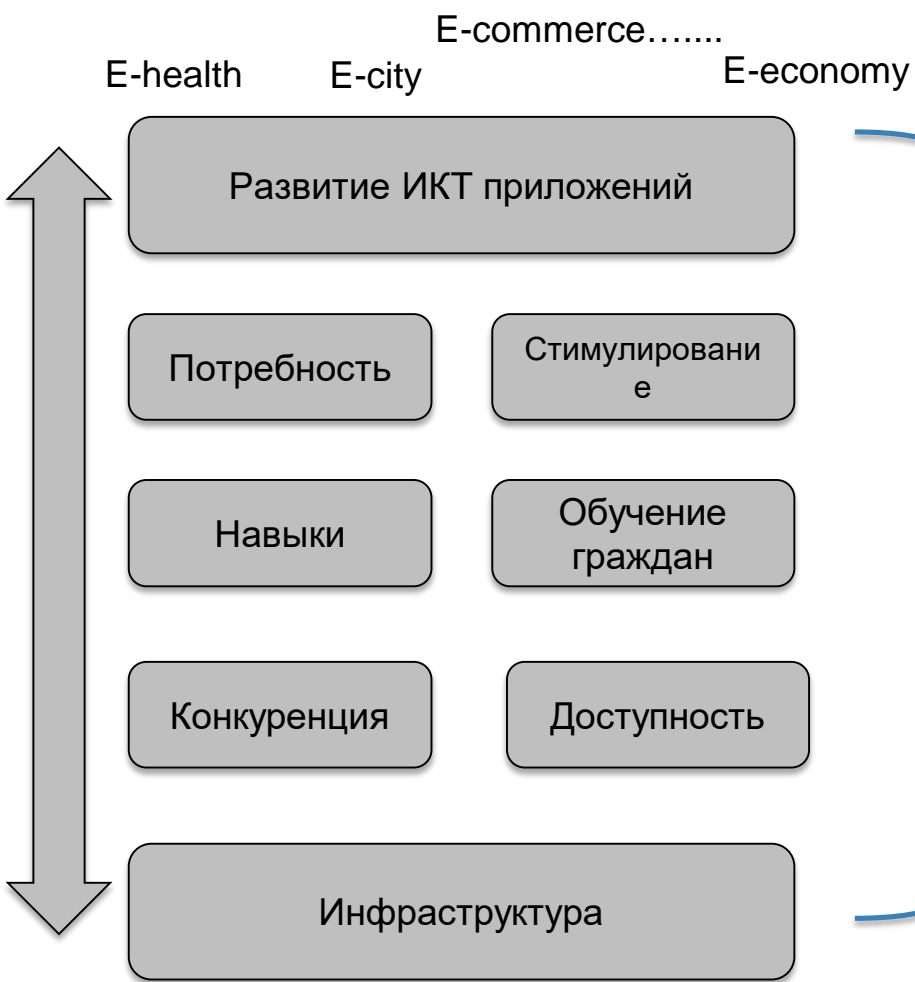 E-commerce…....
E-health E-city E-economy
Развитие ИКТ приложений
Потребность
Стимулировани
е
Навыки
Обучение
граждан
Конкуренция
Доступность
Инфраструктура